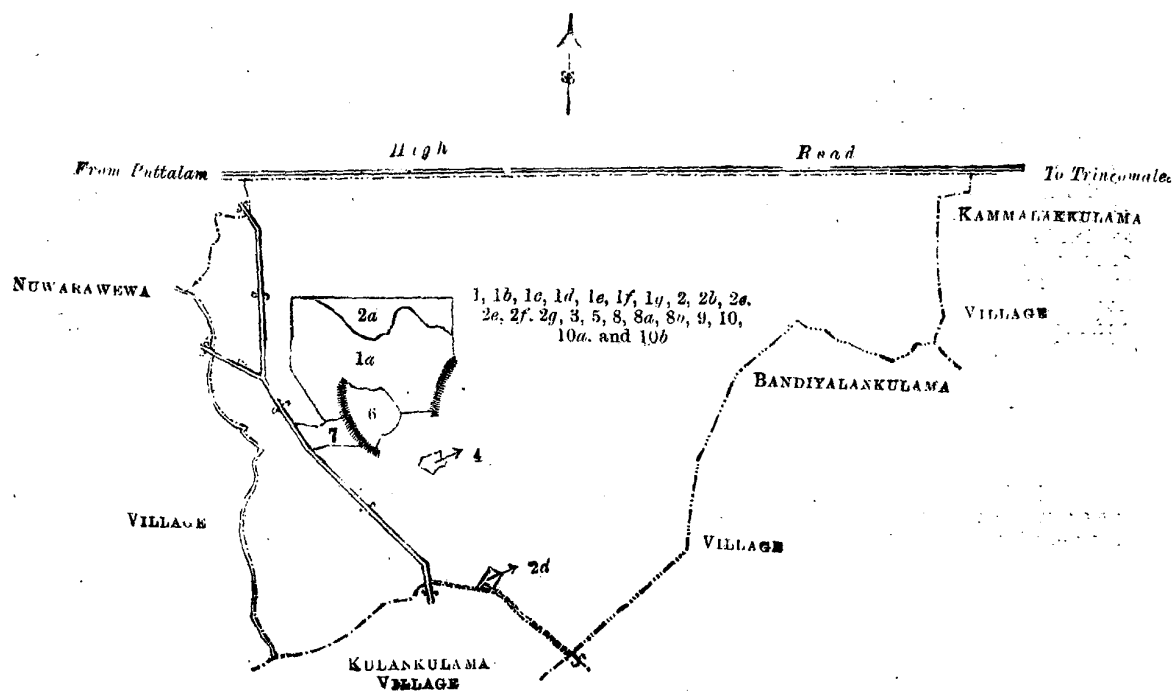 High Road
From Puttalam
To Trincomalee
KAMMALAKKULAMA
NUWARAWEWA
1, 1b, 1c, 1d, 1e, 1f, 1g, 2, 2b, 2c,
2e, 2f, 2g, 3, 5, 8, 8a, 8b, 9, 10,
10a, and 10b
VILLAGE
2a
1a
BANDIYALANKULAMA
6
7
4
VILLAGE
VILLAGE
2d
KULANKULAMA
VILLAGE